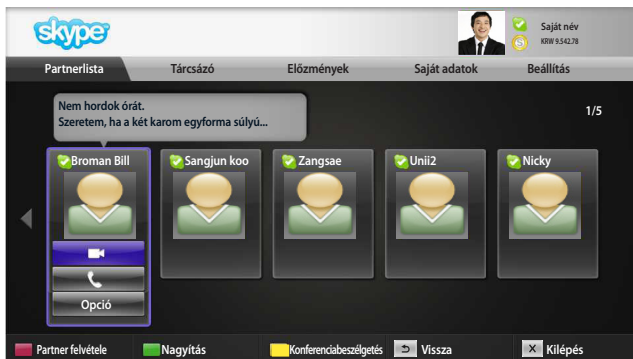 skype
Saját név
KRW 9.542.78
Partnerlista Tárcsázó Előzmények Saját adatok Beállítás
Nem hordok órát.
Szeretem, ha a két karom egyforma súlyú...
1/5
Broman Bill Sangjun koo Zangsae Unii2 Nicky
Opció
Partner felvétele Nagyítás Konferenciabeszélgetés Vissza X Kilépés